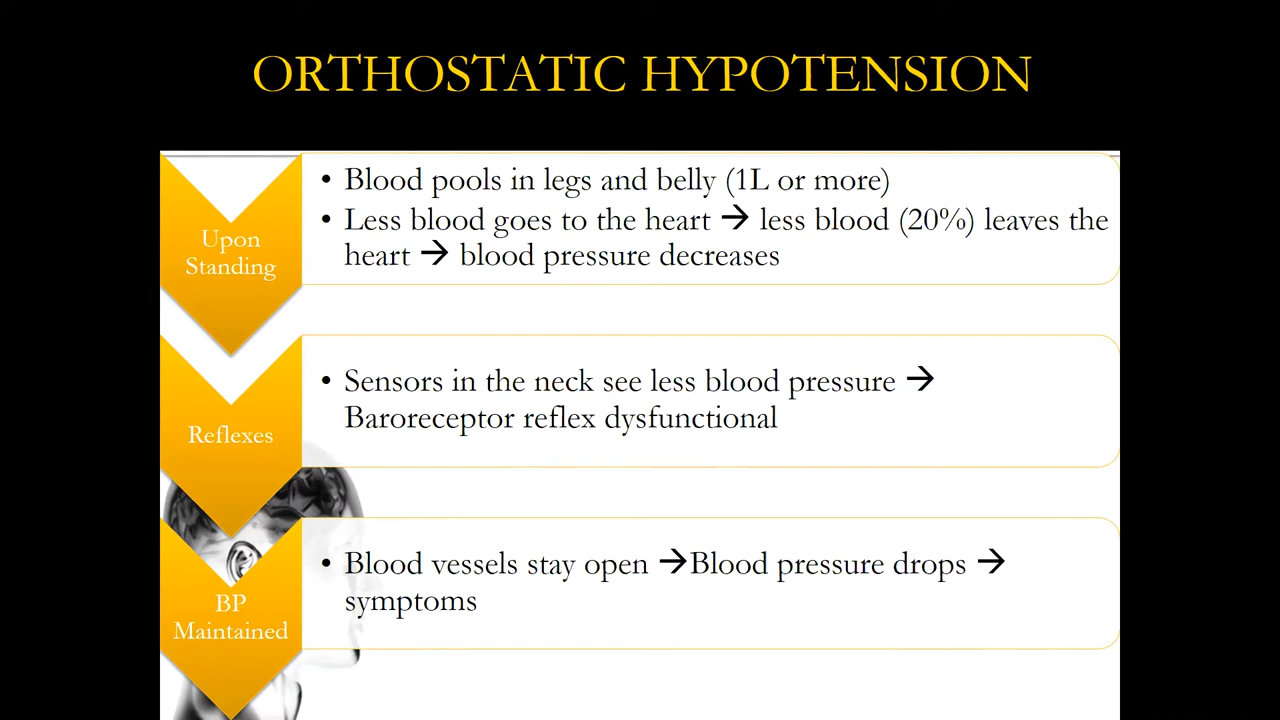 ORTHOSTATIC HYPOTENSION
Upon
Standing
• Blood pools in legs and belly (1L or more)
• Less blood goes to the heart → less blood (20%) leaves the
heart → blood pressure decreases
Reflexes
• Sensors in the neck see less blood pressure →
Baroreceptor reflex dysfunctional
BP
Maintained
• Blood vessels stay open →Blood pressure drops →
symptoms